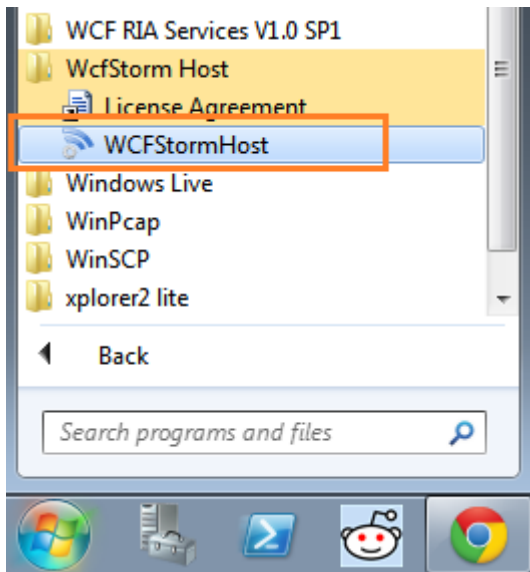 WCF RIA Services V1.0 SP1
WcfStorm Host
License Agreement
WCFStormHost
Windows Live
WinPcap
WinSCP
xplorer2 lite
Back
Search programs and files